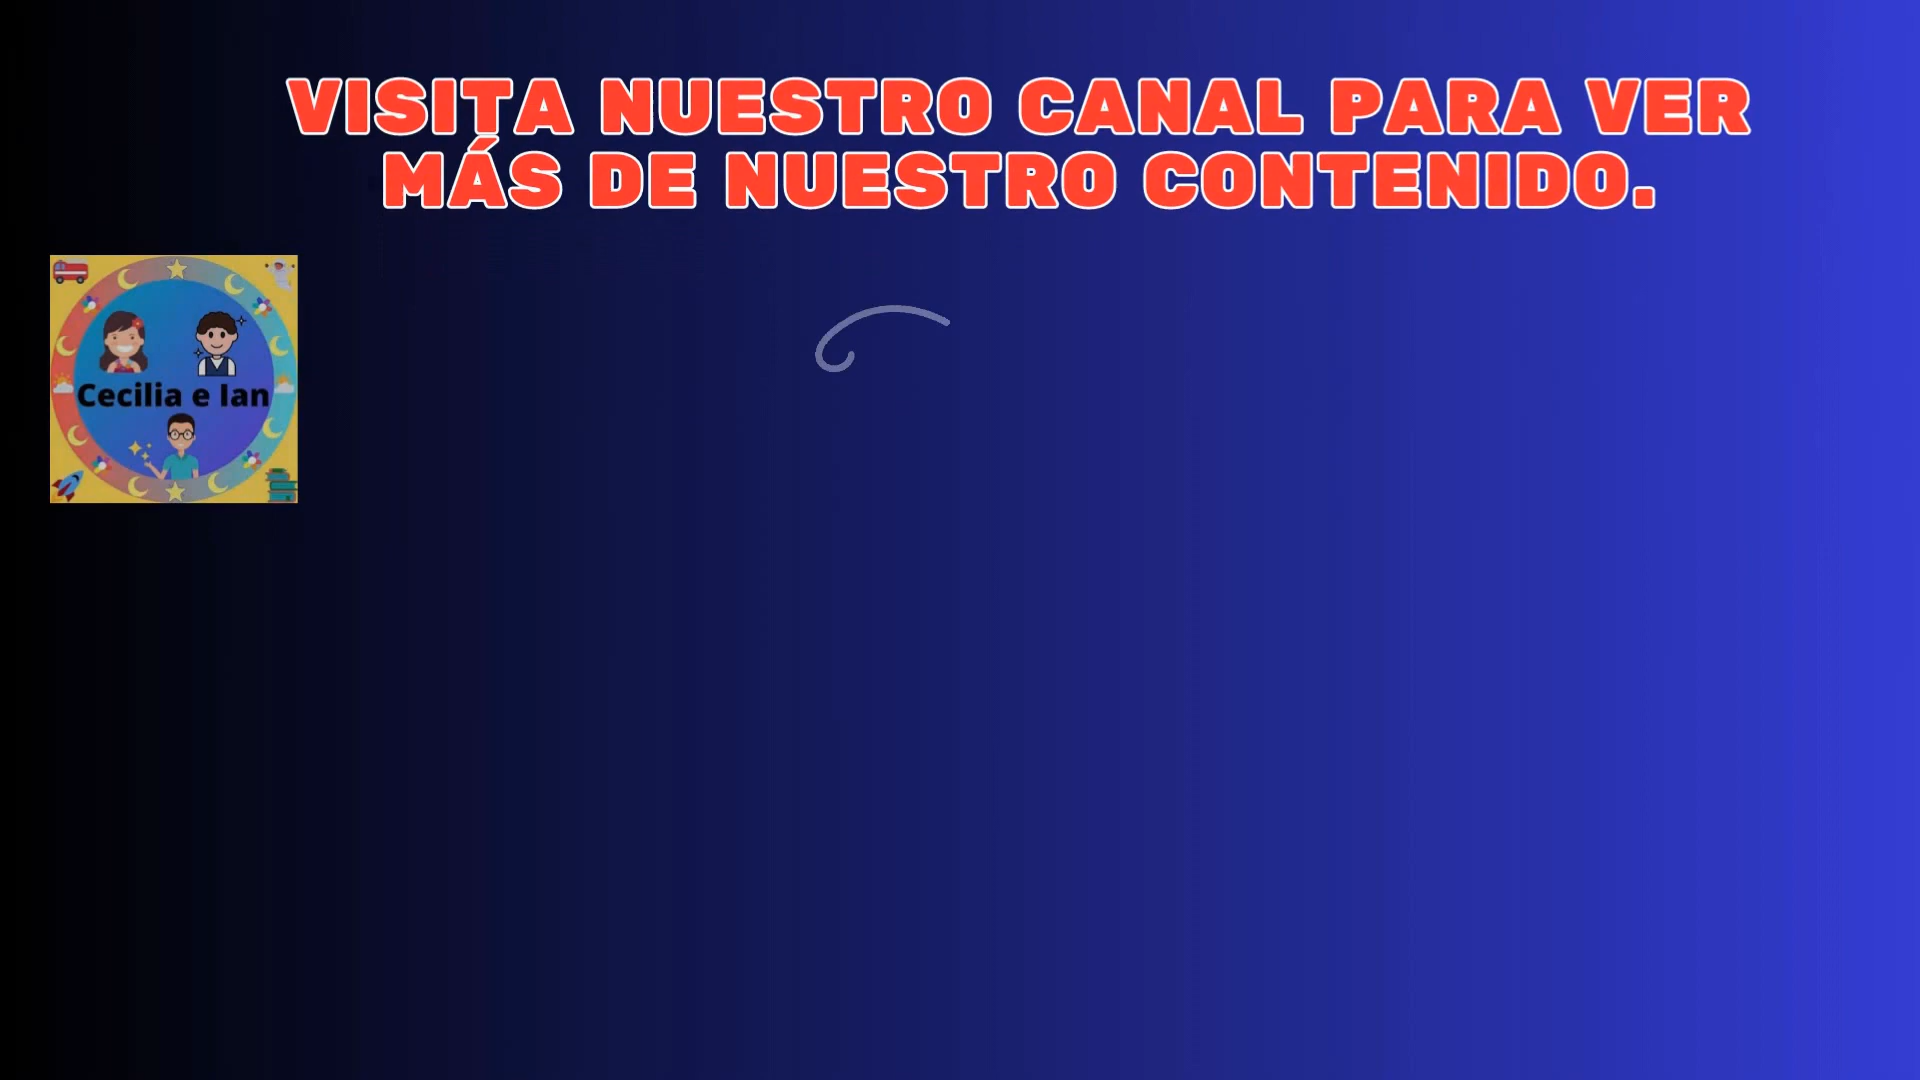 VISITA NUESTRO CANAL PARA VER
MÁS DE NUESTRO CONTENIDO.
Cecilia e Ian